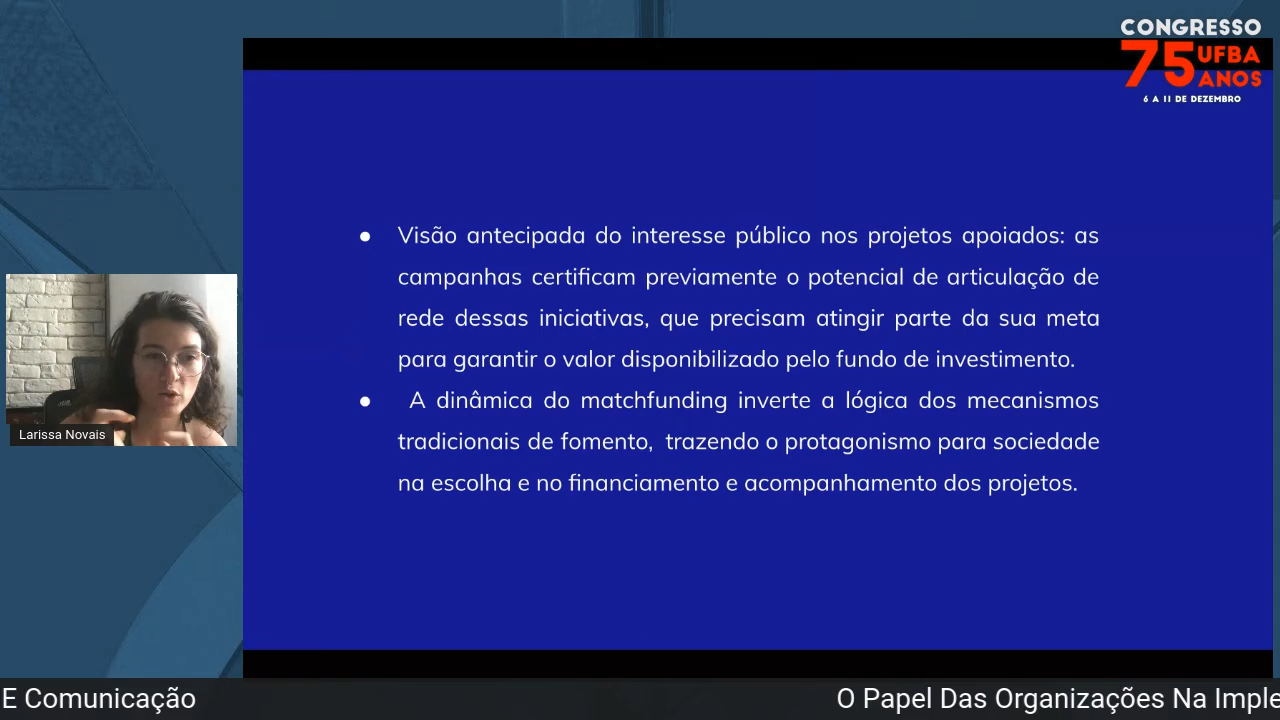 CONGRESSO
75 UFBA
ANOS
6 A 11 DE DEZEMBRO
● Visão antecipada do interesse público nos projetos apoiados: as
campanhas certificam previamente o potencial de articulação de
rede dessas iniciativas, que precisam atingir parte da sua meta
para garantir o valor disponibilizado pelo fundo de investimento.
● A dinâmica do matchfunding inverte a lógica dos mecanismos
tradicionais de fomento, trazendo o protagonismo para sociedade
na escolha e no financiamento e acompanhamento dos projetos.
Larissa Novais
E Comunicação
O Papel Das Organizações Na Imple